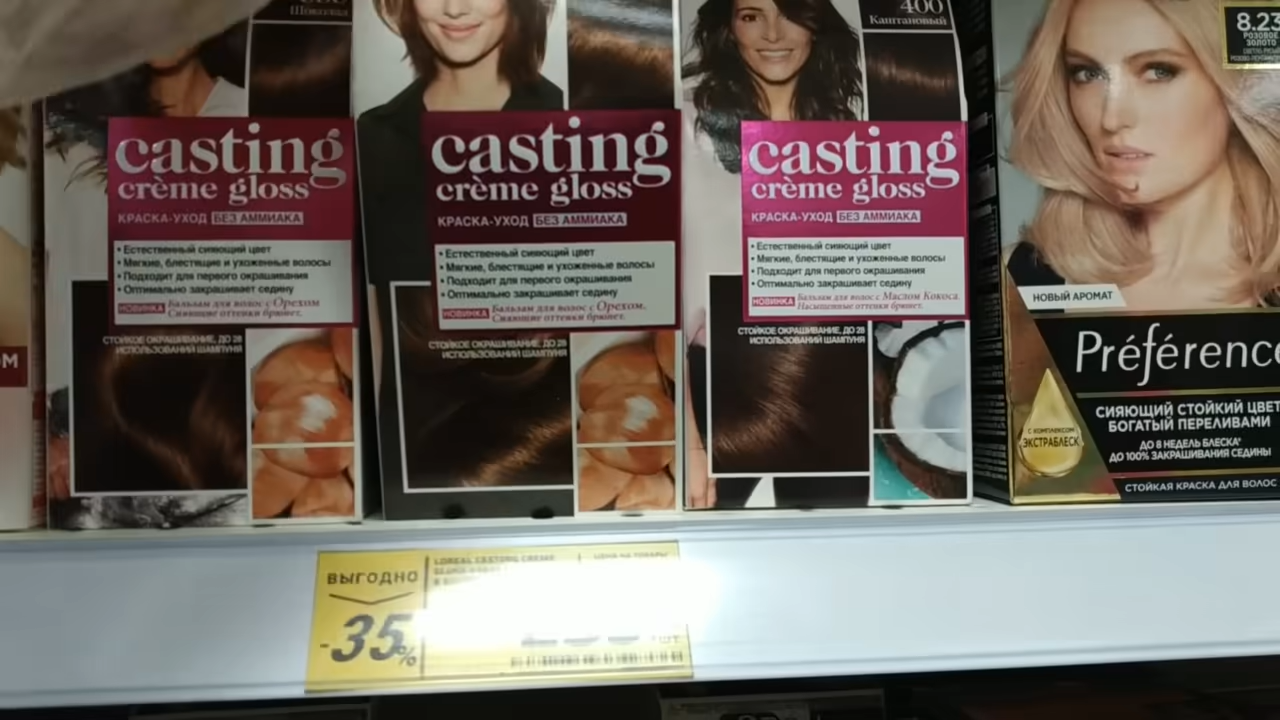 Шоколад
400
Каштановый
8.23
РОЗОВОЕ
ЗОЛОТО
casting
crème gloss
КРАСКА-УХОД БЕЗ АММИАКА
• Естественный сияющий цвет
• Мягкие, блестящие и ухоженные волосы
• Подходит для первого окрашивания
• Оптимально закрашивает седину
НОВИНКА Бальзам для волос с Орехом
Сияющие оттенки брюнет.
СТОЙКОЕ ОКРАШИВАНИЕ, ДО 28
ИСПОЛЬЗОВАНИЙ ШАМПУНЯ
casting
crème gloss
КРАСКА-УХОД БЕЗ АММИАКА
• Естественный сияющий цвет
• Мягкие, блестящие и ухоженные волосы
• Подходит для первого окрашивания
• Оптимально закрашивает седину
НОВИНКА Бальзам для волос с Орехом.
Сияющие оттенки брюнет.
СТОЙКОЕ ОКРАШИВАНИЕ, ДО 28
ИСПОЛЬЗОВАНИЙ ШАМПУНЯ
casting
crème gloss
КРАСКА-УХОД БЕЗ АММИАКА
• Естественный сияющий цвет
• Мягкие, блестящие и ухоженные волосы
• Подходит для первого окрашивания
• Оптимально закрашивает седину
НОВИНКА Бальзам для волос с Маслом Кокоса.
Насыщенные оттенки брюнет.
СТОЙКОЕ ОКРАШИВАНИЕ, ДО 28
ИСПОЛЬЗОВАНИЙ ШАМПУНЯ
НОВЫЙ АРОМАТ
Préférence
СИЯЮЩИЙ СТОЙКИЙ ЦВЕТ
БОГАТЫЙ ПЕРЕЛИВАМИ
С КОМПЛЕКСОМ
ЭКСТРАБЛЕСК
ДО 8 НЕДЕЛЬ БЛЕСКА*
ДО 100% ЗАКРАШИВАНИЯ СЕДИНЫ
СТОЙКАЯ КРАСКА ДЛЯ ВОЛОС
ВЫГОДНО
35%
LOREAL CASTING CREME
ЦЕНА НА ТОВАРЫ